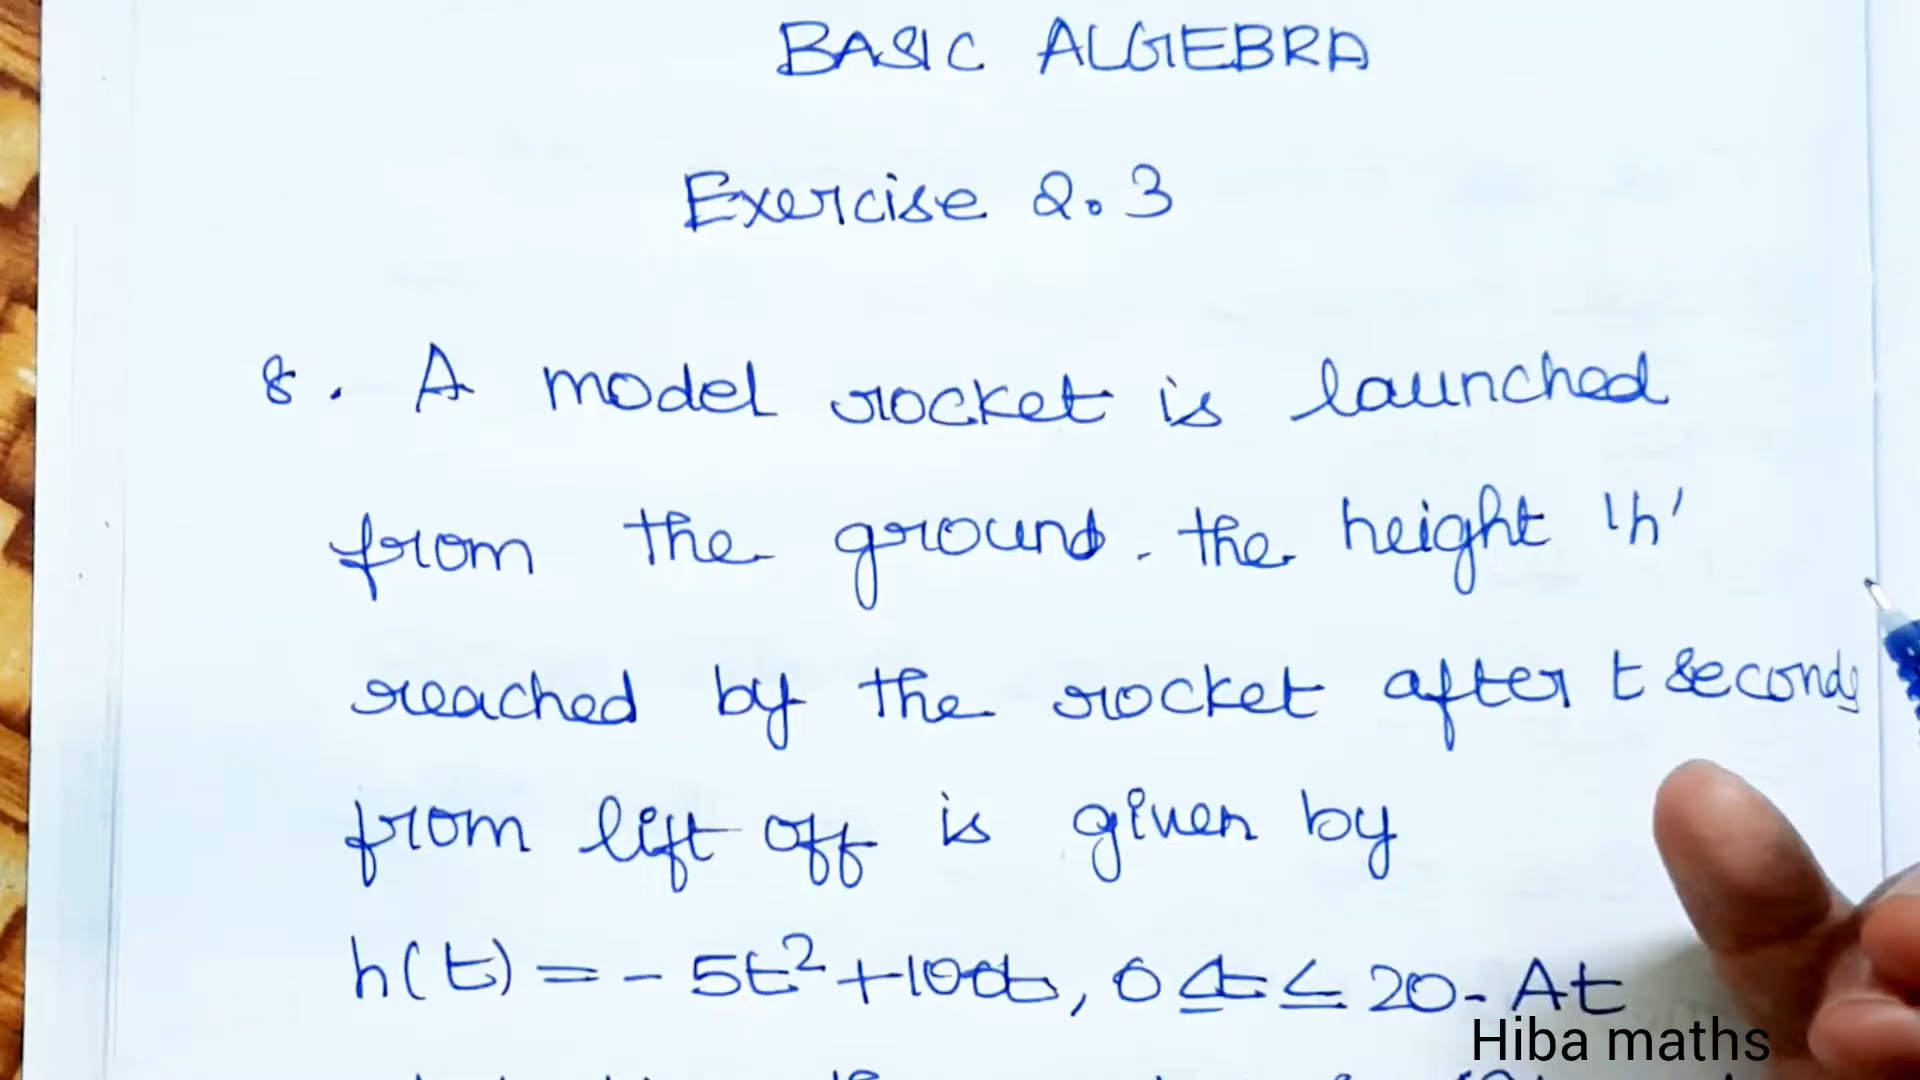 BASIC ALGEBRA
Exercise 2.3
8. A model rocket is launched
from the ground. the height 'h'
reached by the rocket after t seconds
from lift off is given by
h(t) = - 5t² + 100t, 0 ≤ t ≤ 20. At
Hiba maths